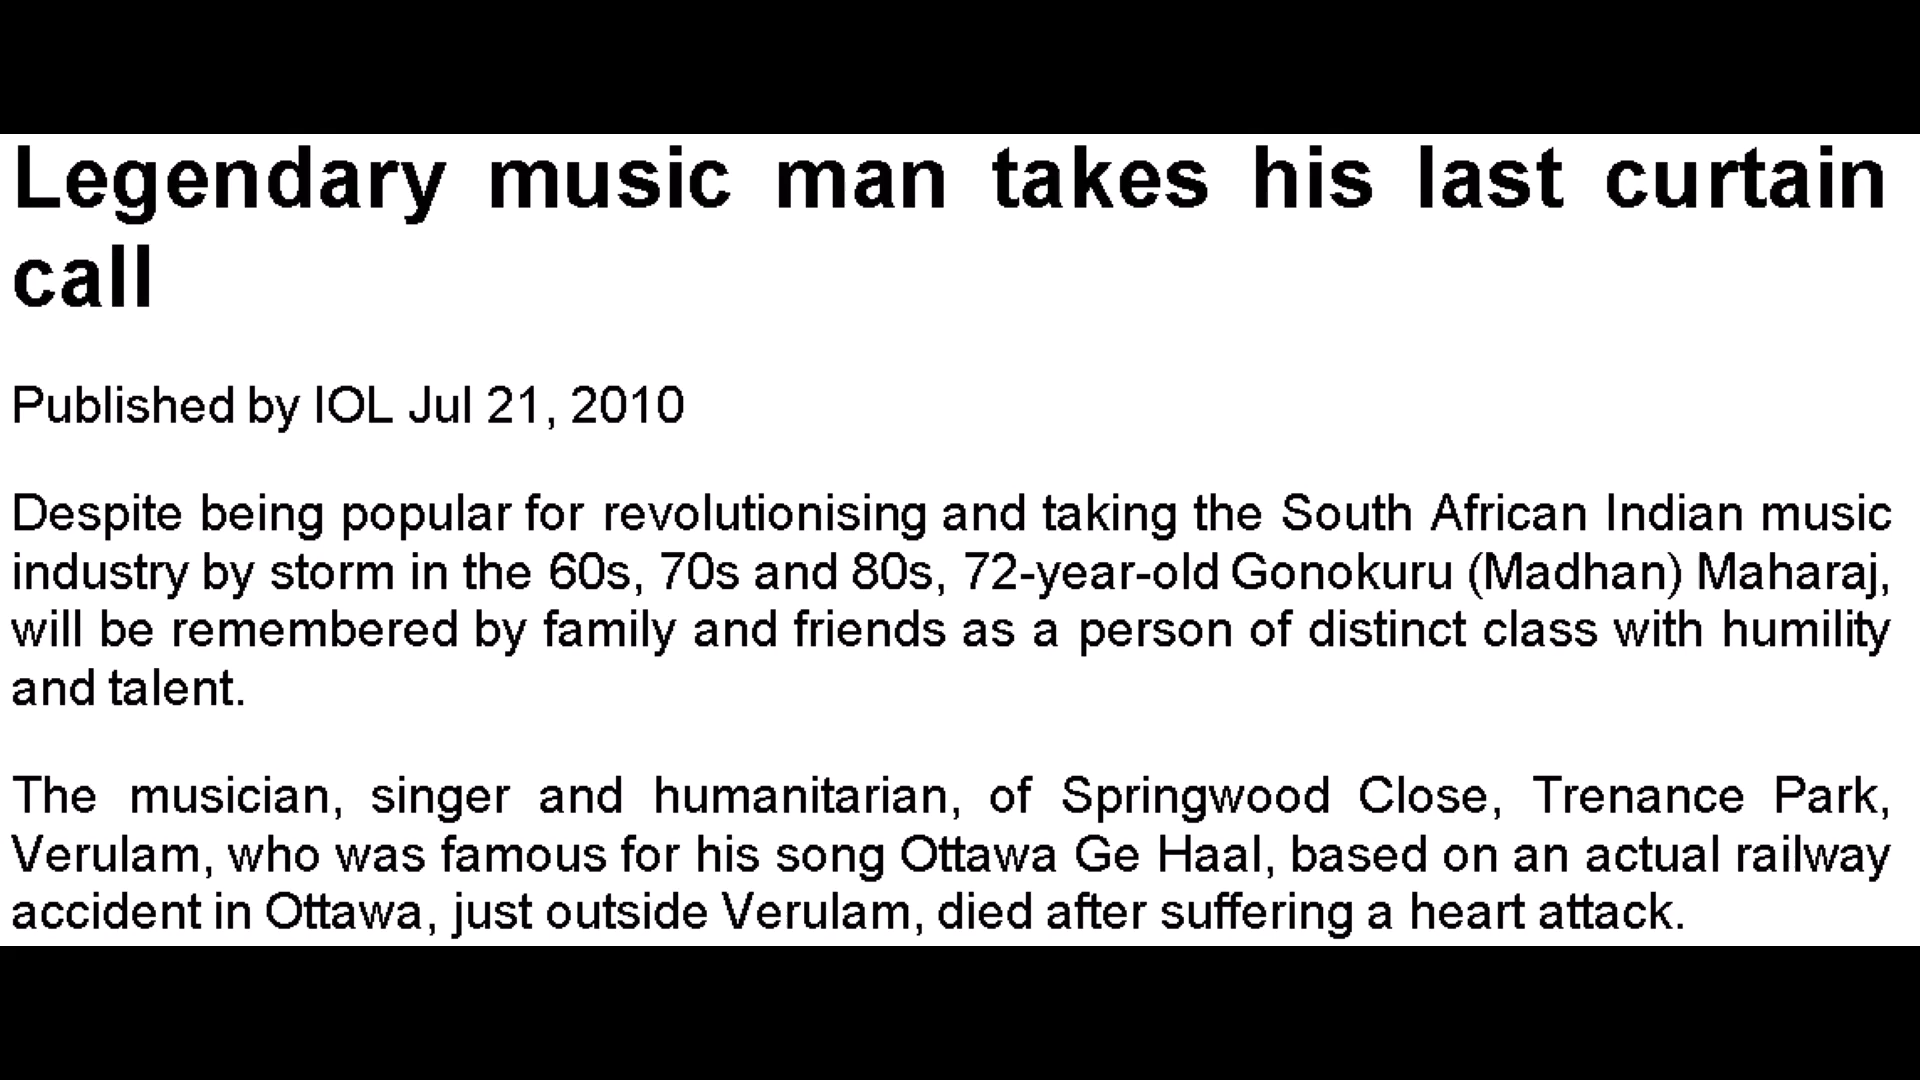 Legendary music man takes his last curtain
call
Published by IOL Jul 21, 2010
Despite being popular for revolutionising and taking the South African Indian music
industry by storm in the 60s, 70s and 80s, 72-year-old Gonokuru (Madhan) Maharaj,
will be remembered by family and friends as a person of distinct class with humility
and talent.
The musician, singer and humanitarian, of Springwood Close, Trenance Park,
Verulam, who was famous for his song Ottawa Ge Haal, based on an actual railway
accident in Ottawa, just outside Verulam, died after suffering a heart attack.